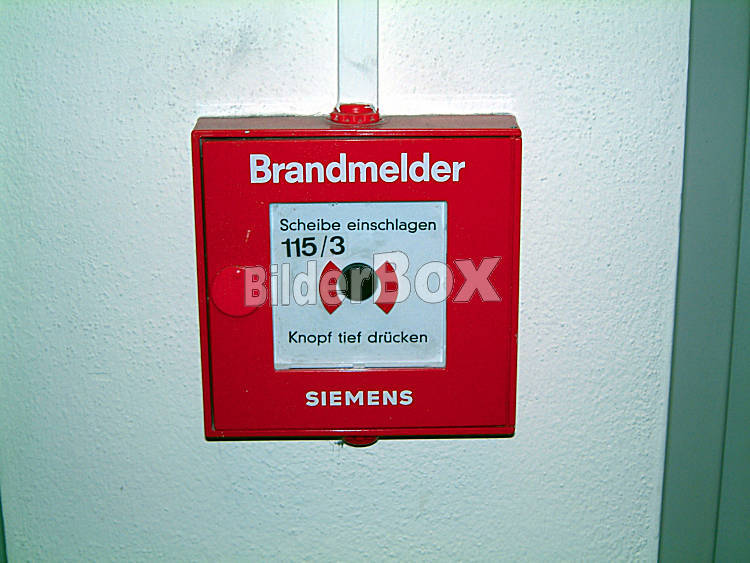 Brandmelder
Scheibe einschlagen
115/3
BilderBox
Knopf tief drücken
SIEMENS